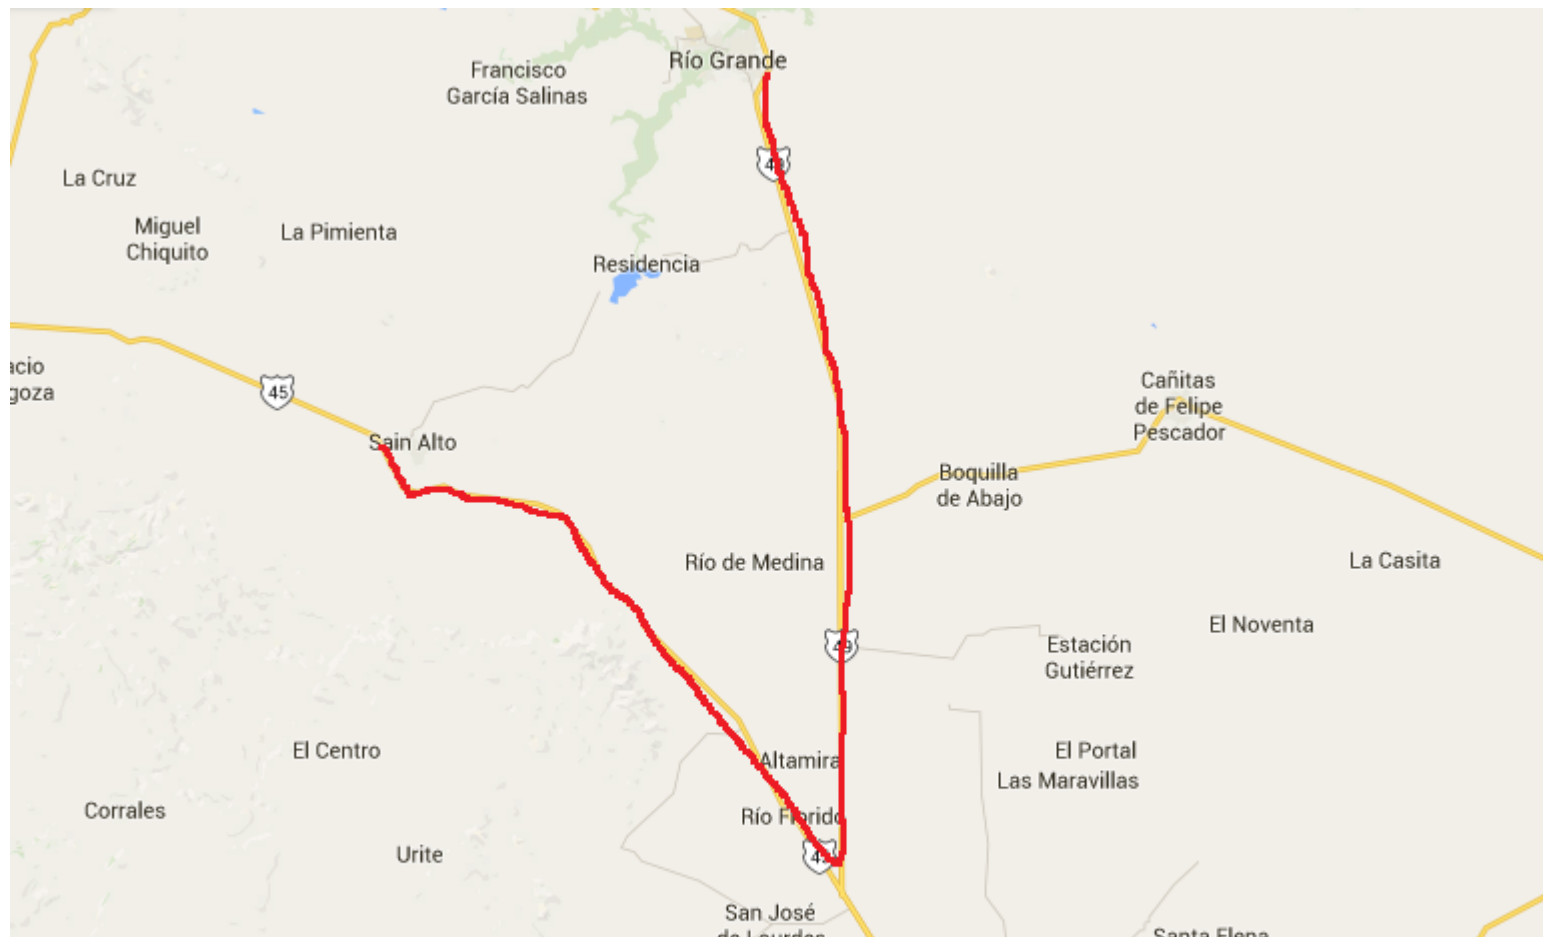 Río Grande
Francisco
García Salinas
La Cruz
Miguel
Chiquito
La Pimienta
Residencia
45
Sain Alto
Cañitas
de Felipe
Pescador
Boquilla
de Abajo
Río de Medina
La Casita
El Noventa
49
Estación
Gutiérrez
El Centro
Altamira
El Portal
Las Maravillas
Corrales
Río Florido
Urite
San José